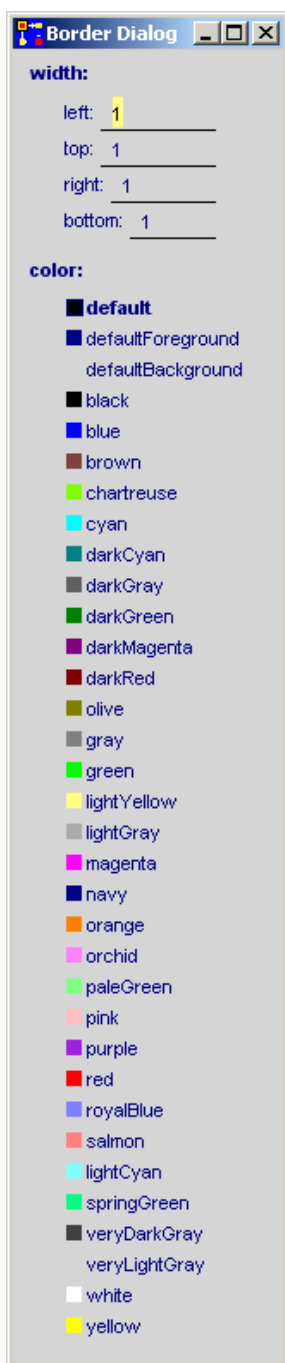 Border Dialog
width:
left: 1
top: 1
right: 1
bottom: 1
color:
default
defaultForeground
defaultBackground
black
blue
brown
chartreuse
cyan
darkCyan
darkGray
darkGreen
darkMagenta
darkRed
olive
gray
green
lightYellow
lightGray
magenta
navy
orange
orchid
paleGreen
pink
purple
red
royalBlue
salmon
lightCyan
springGreen
veryDarkGray
veryLightGray
white
yellow